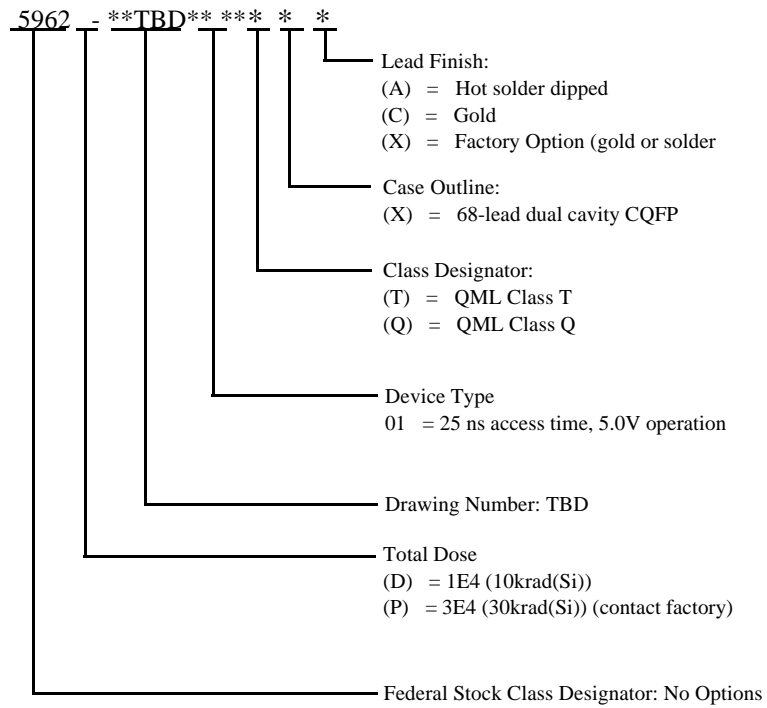 5962 - **TBD** *** * *
Lead Finish:
(A) = Hot solder dipped
(C) = Gold
(X) = Factory Option (gold or solder
Case Outline:
(X) = 68-lead dual cavity CQFP
Class Designator:
(T) = QML Class T
(Q) = QML Class Q
Device Type
01 = 25 ns access time, 5.0V operation
Drawing Number: TBD
Total Dose
(D) = 1E4 (10krad(Si))
(P) = 3E4 (30krad(Si)) (contact factory)
Federal Stock Class Designator: No Options